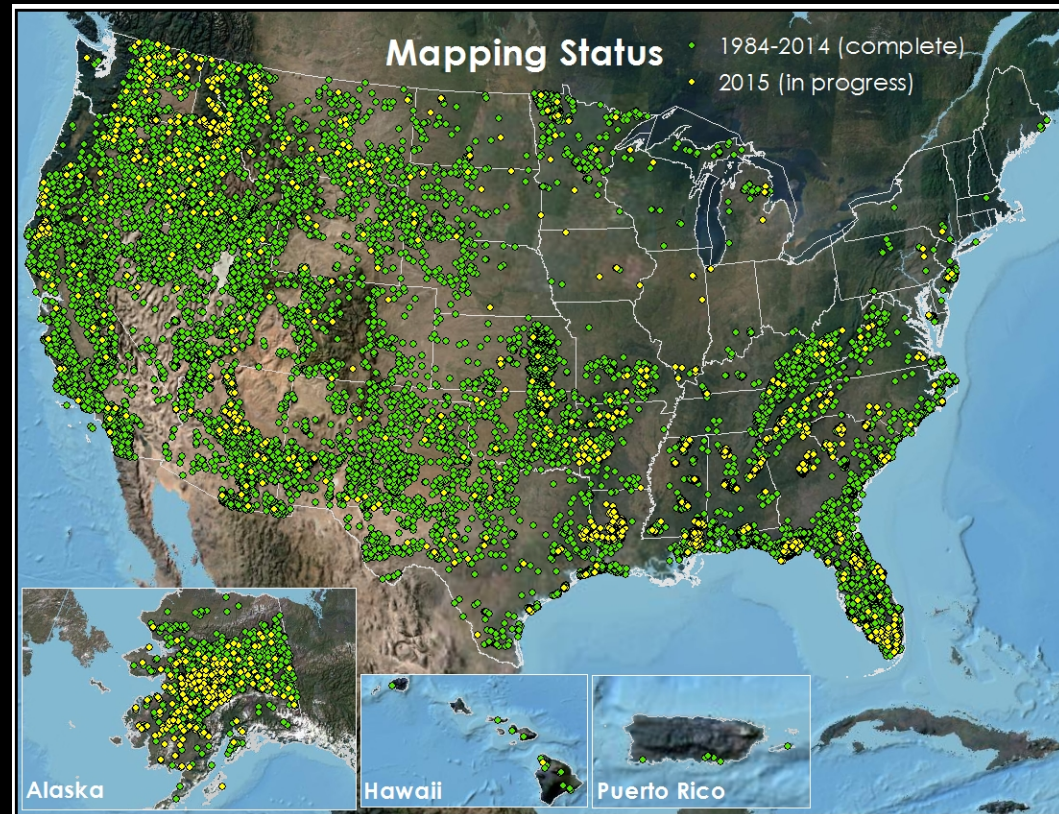 Mapping Status
1984-2014 (complete)
2015 (in progress)
Alaska
Hawaii
Puerto Rico